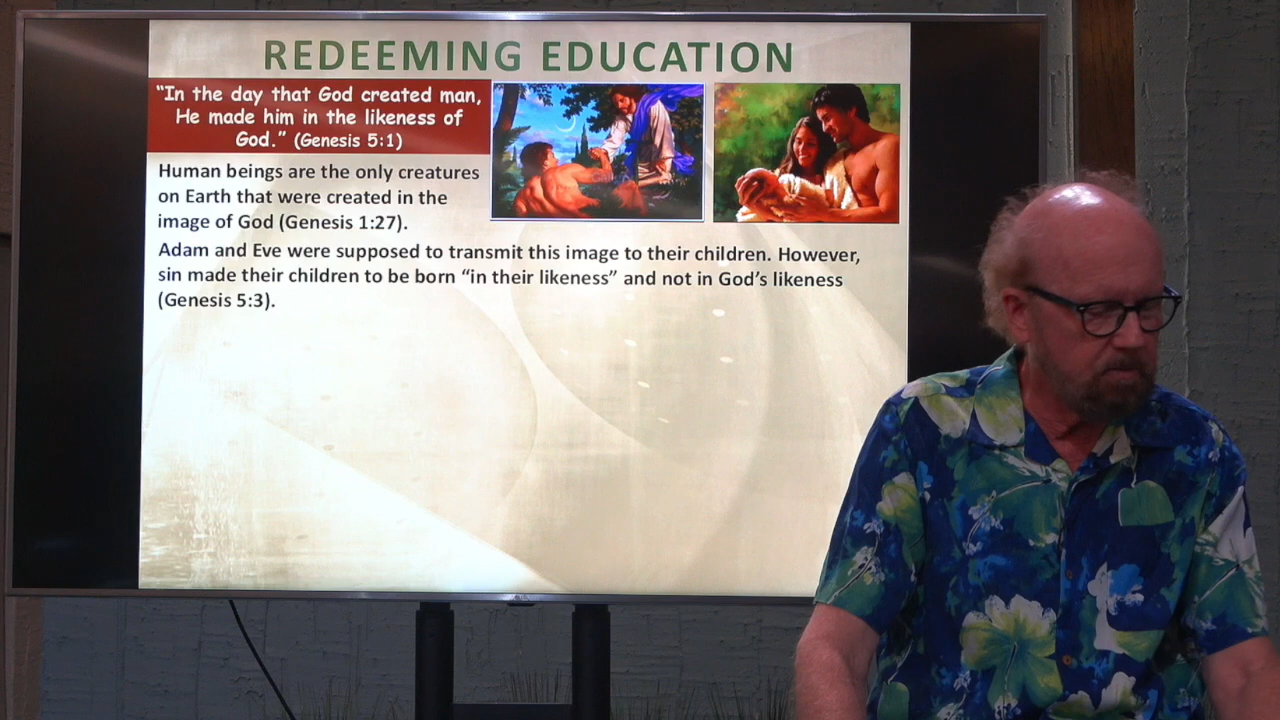 REDEEMING EDUCATION
“In the day that God created man,
He made him in the likeness of
God.” (Genesis 5:1)
Human beings are the only creatures
on Earth that were created in the
image of God (Genesis 1:27).
Adam and Eve were supposed to transmit this image to their children. However,
sin made their children to be born “in their likeness” and not in God’s likeness
(Genesis 5:3).